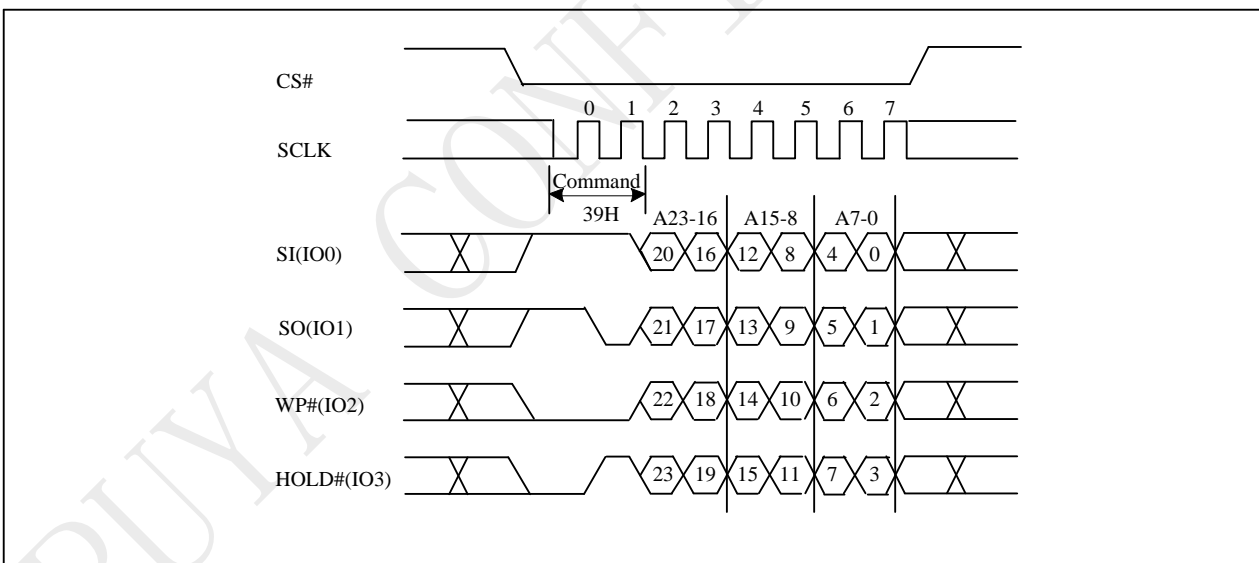 PUYA CONF
CS#
0 1 2 3 4 5 6 7
SCLK
Command
39H
A23-16 A15-8 A7-0
SI(IO0) 20 16 12 8 4 0
SO(IO1) 21 17 13 9 5 1
WP#(IO2) 22 18 14 10 6 2
HOLD#(IO3) 23 19 15 11 7 3